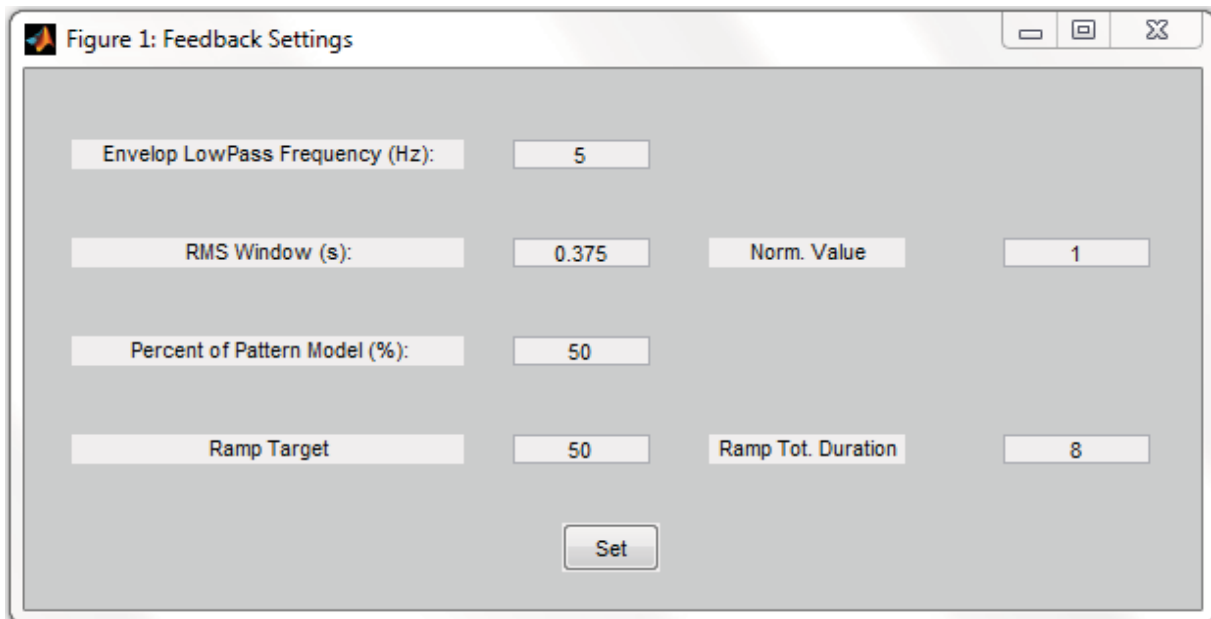 Figure 1: Feedback Settings
Envelop LowPass Frequency (Hz): 5
RMS Window (s): 0.375 Norm. Value 1
Percent of Pattern Model (%): 50
Ramp Target 50 Ramp Tot. Duration 8
Set